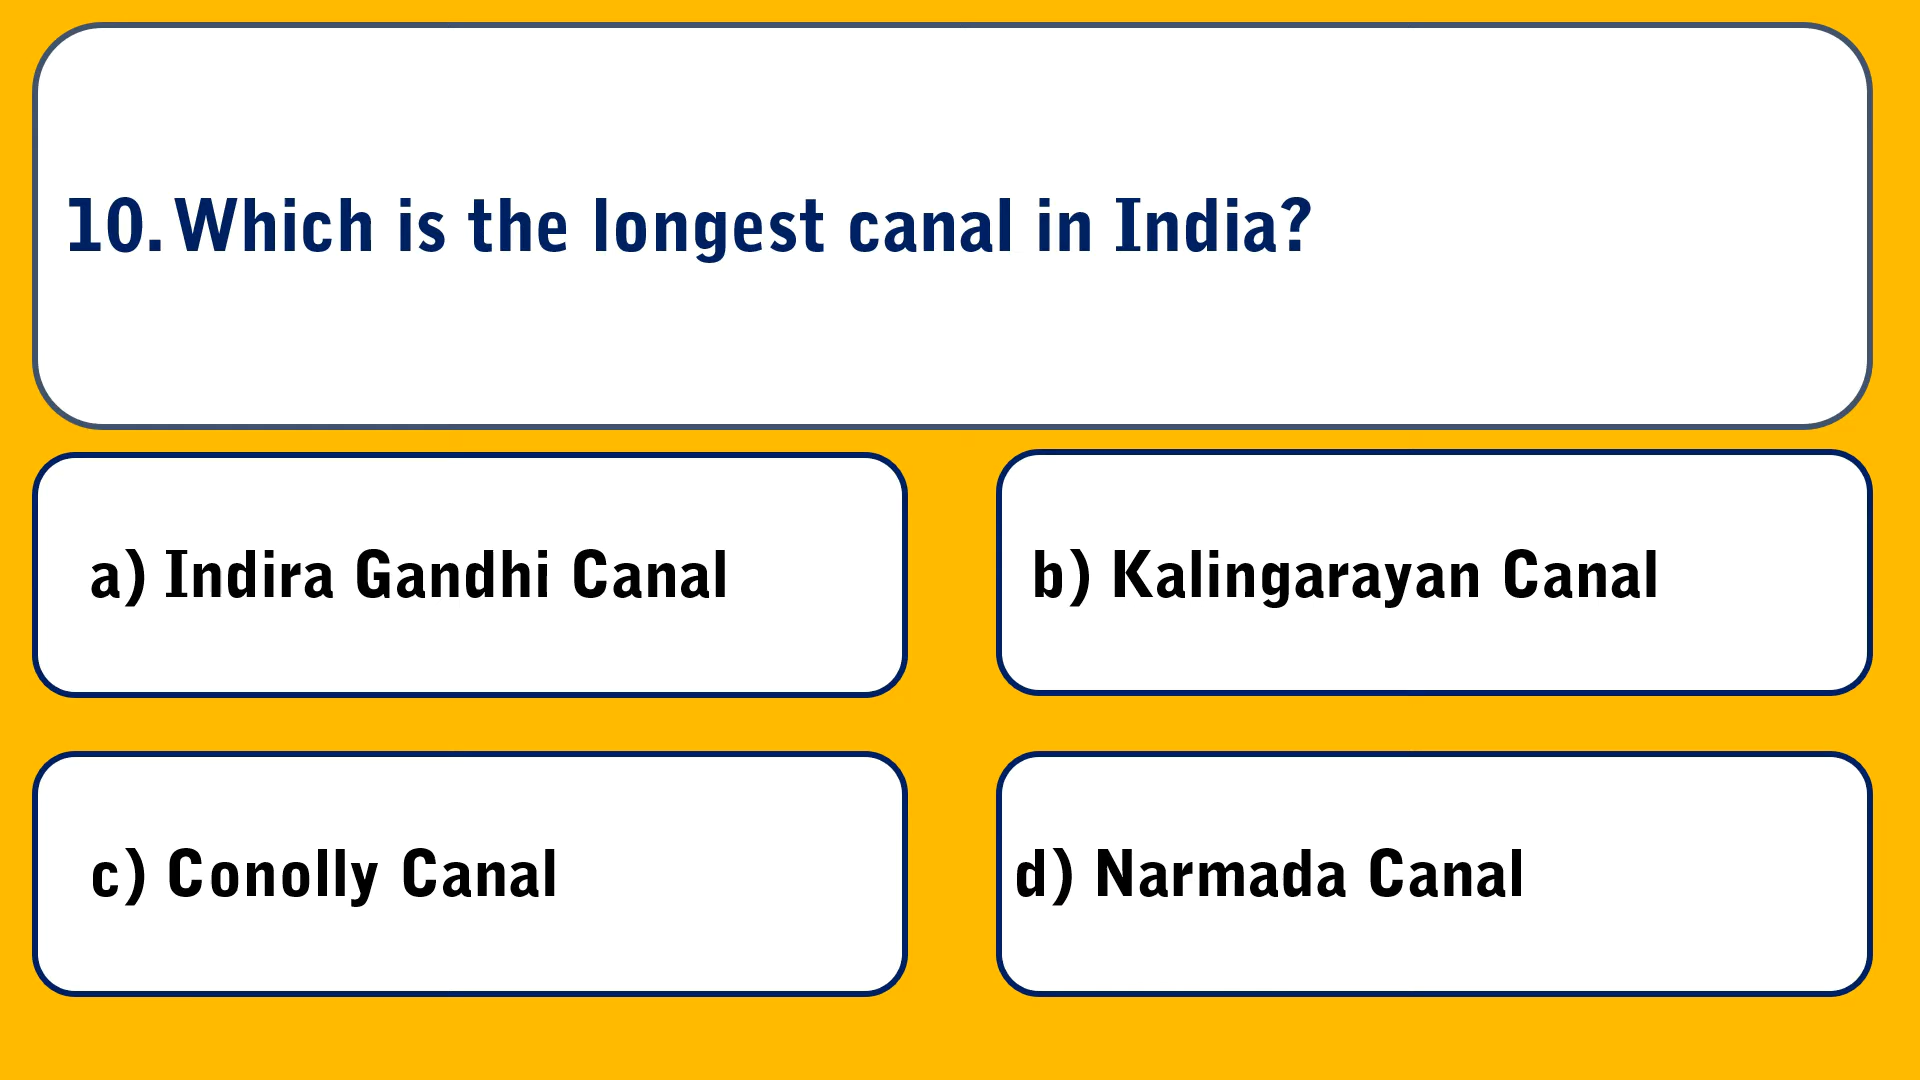 10. Which is the longest canal in India?
a) Indira Gandhi Canal
b) Kalingarayan Canal
c) Conolly Canal
d) Narmada Canal